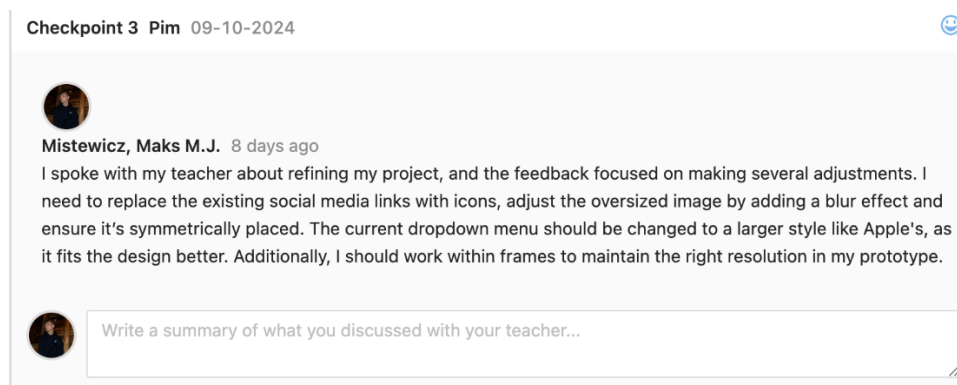 Checkpoint 3 Pim 09-10-2024
Mistewicz, Maks M.J. 8 days ago
I spoke with my teacher about refining my project, and the feedback focused on making several adjustments. I
need to replace the existing social media links with icons, adjust the oversized image by adding a blur effect and
ensure it’s symmetrically placed. The current dropdown menu should be changed to a larger style like Apple's, as
it fits the design better. Additionally, I should work within frames to maintain the right resolution in my prototype.
Write a summary of what you discussed with your teacher...